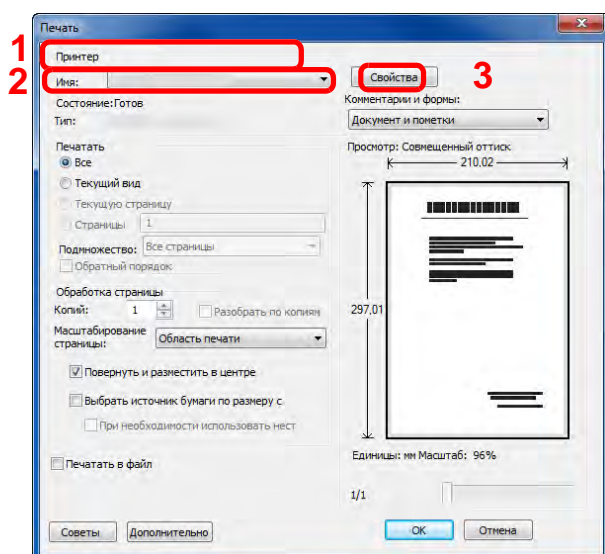 Печать
1
Принтер
2
Имя:
Свойства
3
Состояние:Готов
Комментарии и формы:
Тип:
Документ и пометки
Печатать
Все
Текущий вид
Текущую страницу
Страницы 1
Подмножество: Все страницы
Обратный порядок
Просмотр: Совмещенный оттиск
210,02
297,01
Обработка страницы
Копий: 1
Разобрать по копиям
Масштабирование
страницы:
Область печати
Повернуть и разместить в центре
Выбрать источник бумаги по размеру с
При необходимости использовать нест
Печатать в файл
Единицы: мм Масштаб: 96%
1/1
Советы
Дополнительно
ОК
Отмена